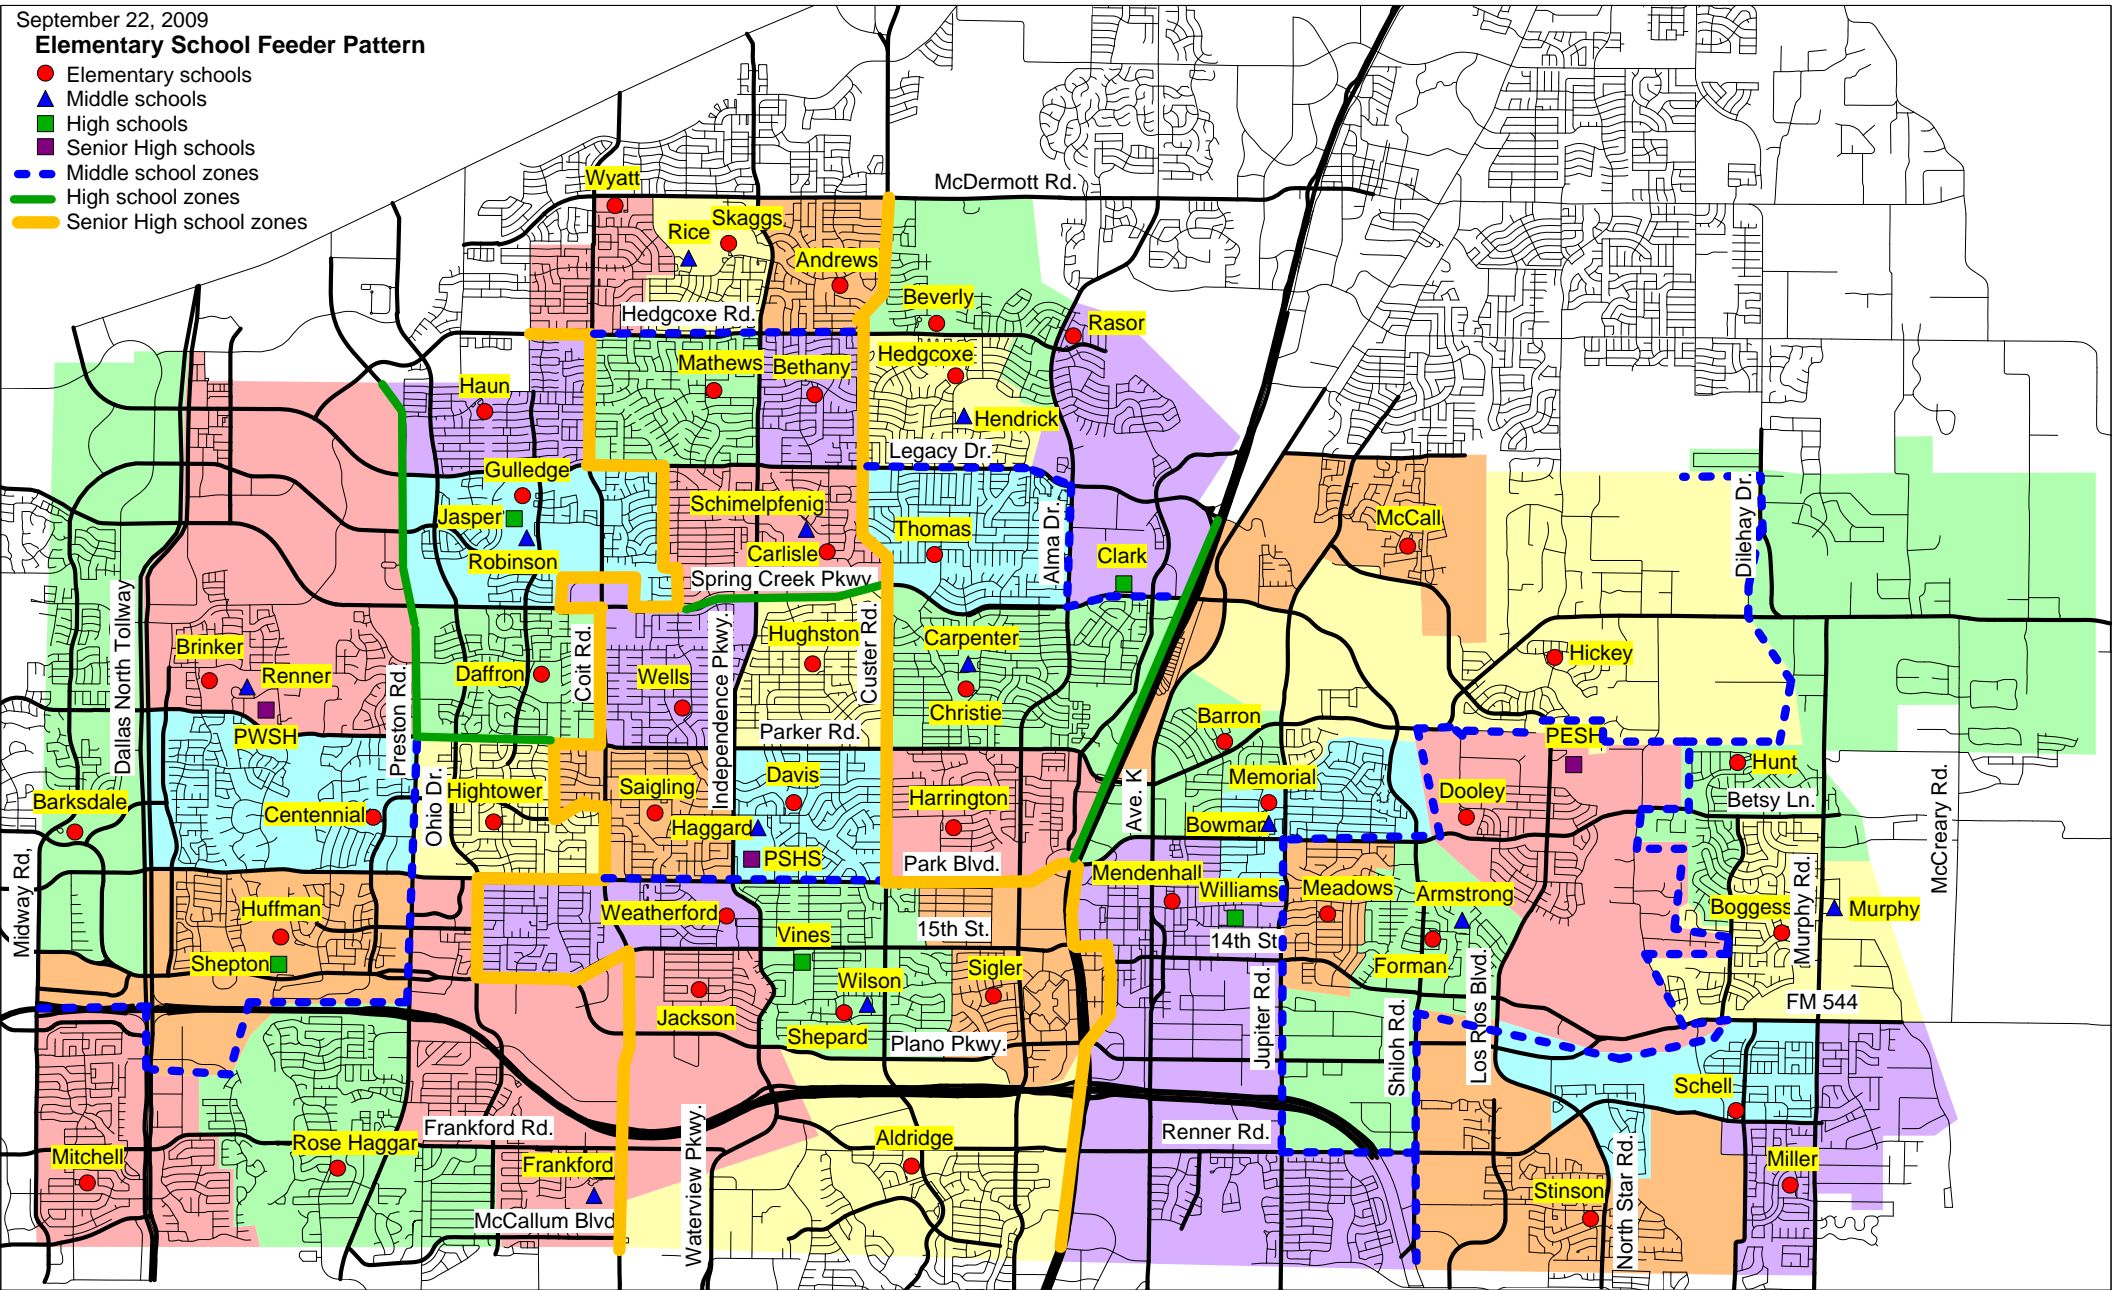 September 22, 2009
Elementary School Feeder Pattern
Elementary schools
Middle schools
High schools
Senior High schools
Middle school zones
High school zones
Senior High school zones
Wyatt
McDermott Rd.
Skaggs
Rice
Andrews
Beverly
Hedgcoxe Rd.
Rasor
Hedgcoxe
Mathews
Bethany
Haun
Hendrick
Legacy Dr.
Gulledge
Schimelpfenig
Jasper
McCall
Thomas
Alma Dr.
Dilehay Dr.
Carlisle
Clark
Robinson
Spring Creek Pkwy
Dallas North Tollway
Brinker
Renner
Preston Rd.
Daffron
Coit Rd.
Wells
Independence Pkwy.
Hughston
Custer Rd.
Carpenter
Hickey
Christie
Barron
PWSH
Parker Rd.
PESH
Hunt
Memorial
Davis
Saigling
Hightower
Ohio Dr.
Harrington
Ave. K
Dooley
Betsy Ln.
McCreary Rd.
Barksdale
Centennial
Haggard
Bowman
PSHS
Park Blvd.
Midway Rd,
Mendenhall
Williams
Meadows
Armstrong
Huffman
Weatherford
Boggess
Murphy Rd.
Murphy
15th St.
Vines
14th St
Shepton
Sigler
Forman
Wilson
Jackson
Shepard
Plano Pkwy.
Jupiter Rd.
Shiloh Rd.
Los Rios Blvd.
FM 544
Schell
Frankford Rd.
Waterview Pkwy.
Aldridge
Renner Rd.
Rose Haggar
Mitchell
Frankford
Miller
North Star Rd.
Stinson
McCallum Blvd